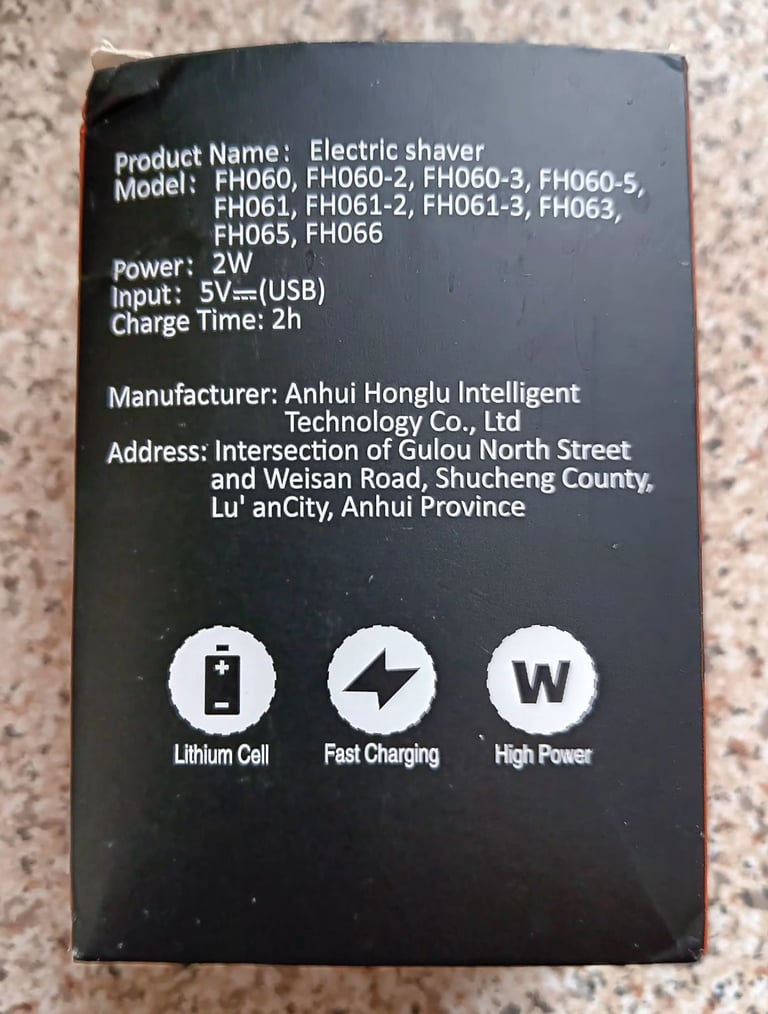 Product Name: Electric shaver
Model: FH060, FH060-2, FH060-3, FH060-5,
FH061, FH061-2, FH061-3, FH063,
FH065, FH066
Power: 2W
Input: 5V⎓(USB)
Charge Time: 2h
Manufacturer: Anhui Honglu Intelligent
Technology Co., Ltd
Address: Intersection of Gulou North Street
and Weisan Road, Shucheng County,
Lu' anCity, Anhui Province
+
-
W
Lithium Cell Fast Charging High Power